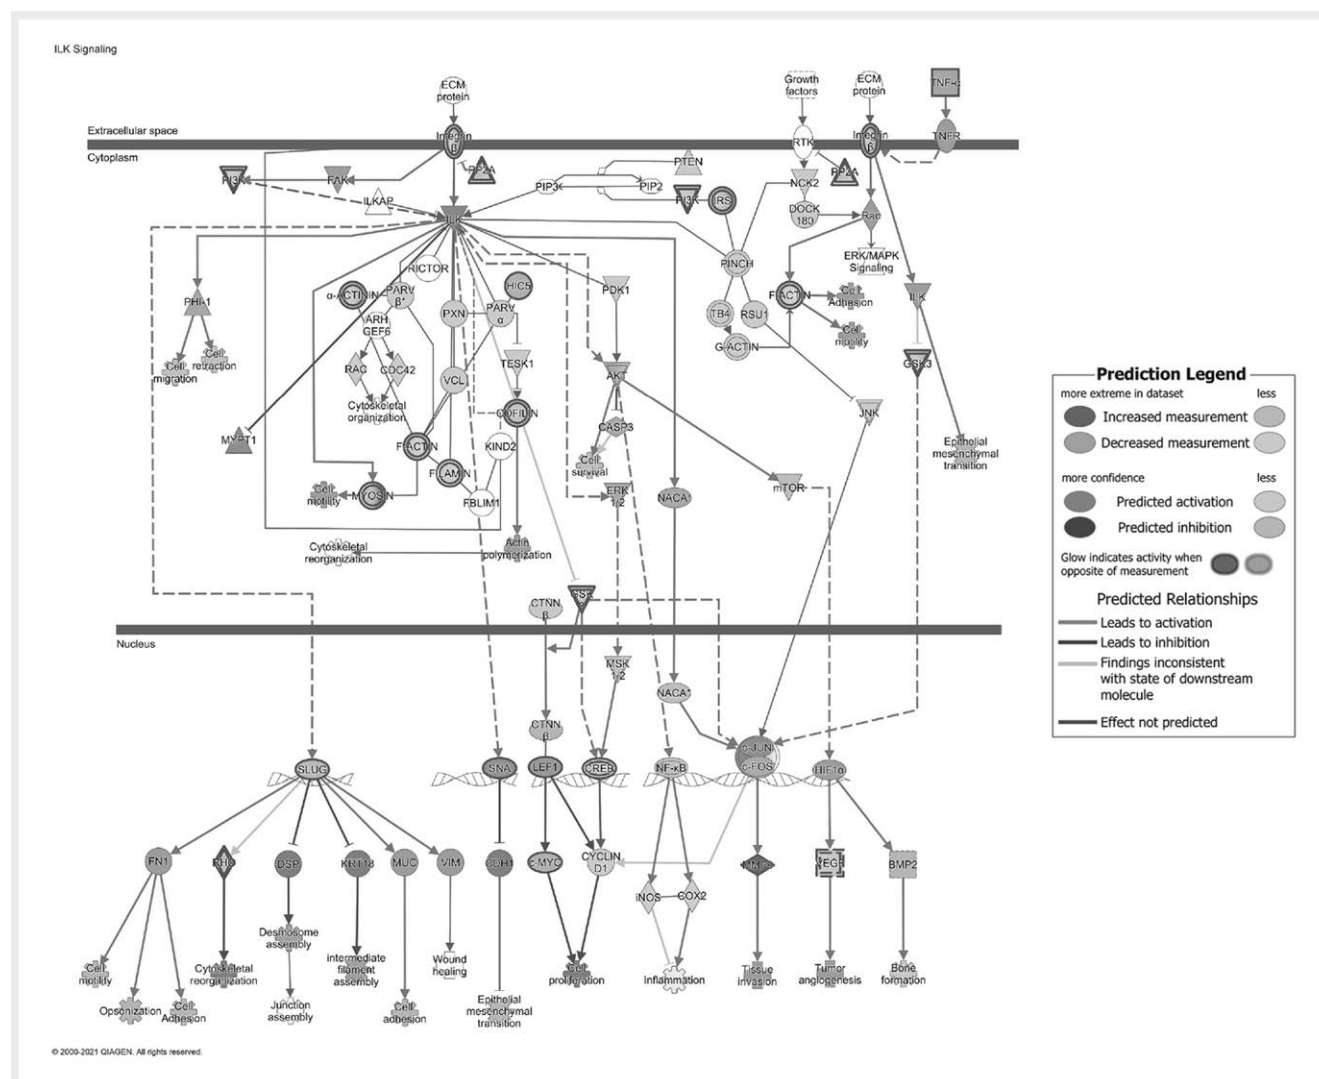 ILK Signaling
ECM
protein
Growth
factors
ECM
protein
TNF-α
Extracellular space
Integrin
β
RTK
Integrin
β
TNFR
Cytoplasm
PI3K
FAK
PP2A
PTEN
PIP3
PIP2
PI3K
IRS
NCK2
PP2A
ILKAP
ILK
DOCK
180
Rac
ERK/MAPK
Signaling
RICTOR
PINCH
α-ACTININ
PARV
β*
HIC5
PDK1
F-ACTIN
Cell
Adhesion
ILK
PHI-1
ARH
GEF6
PXN
PARV
α
TB4
RSU1
Cell
motility
G-ACTIN
Cell
migration
Cell
retraction
RAC
CDC42
TESK1
VCL
AKT
GSK3
Cytoskeletal
organization
COFILIN
CASP3
JNK
MYPT1
F-ACTIN
KIND2
Cell
survival
Epithelial
mesenchymal
transition
FILAMIN
Cell
motility
MYOSIN
FBLIM1
ERK
1/2
NACA*
mTOR
Cytoskeletal
reorganization
Actin
polymerization
CTNN
β
GSK
Nucleus
MSK
1/2
NACA*
CTNN
β
c-JUN
c-FOS
SLUG
SNA
LEF1
CREB
NF-κB
HIF1α
FN1
RHO
DSP
KRT18
MUC
VIM
CDH1
c-MYC
CYCLIN
D1
MMP9
VEGF
BMP2
iNOS
COX2
Desmosome
assembly
Cell
motility
Cytoskeletal
reorganization
intermediate
filament
assembly
Wound
healing
Cell
proliferation
Inflammation
Tissue
invasion
Tumor
angiogenesis
Bone
formation
Opsonization
Cell
Adhesion
Junction
assembly
Cell
adhesion
Epithelial
mesenchymal
transition
© 2000-2021 QIAGEN. All rights reserved.
Prediction Legend
more extreme in dataset less
Increased measurement
Decreased measurement
more confidence less
Predicted activation
Predicted inhibition
Glow indicates activity when
opposite of measurement
Predicted Relationships
Leads to activation
Leads to inhibition
Findings inconsistent
with state of downstream
molecule
Effect not predicted